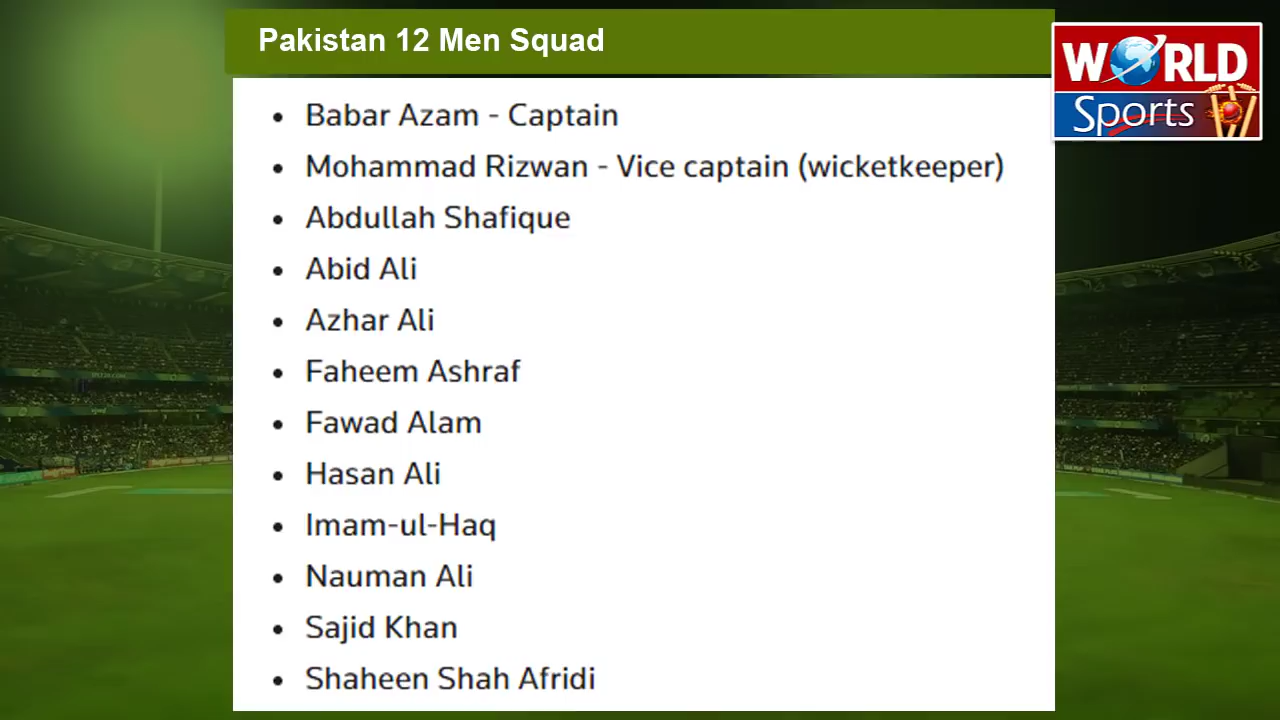 Pakistan 12 Men Squad
WORLD
Sports
• Babar Azam - Captain
• Mohammad Rizwan - Vice captain (wicketkeeper)
• Abdullah Shafique
• Abid Ali
• Azhar Ali
• Faheem Ashraf
• Fawad Alam
• Hasan Ali
• Imam-ul-Haq
• Nauman Ali
• Sajid Khan
• Shaheen Shah Afridi